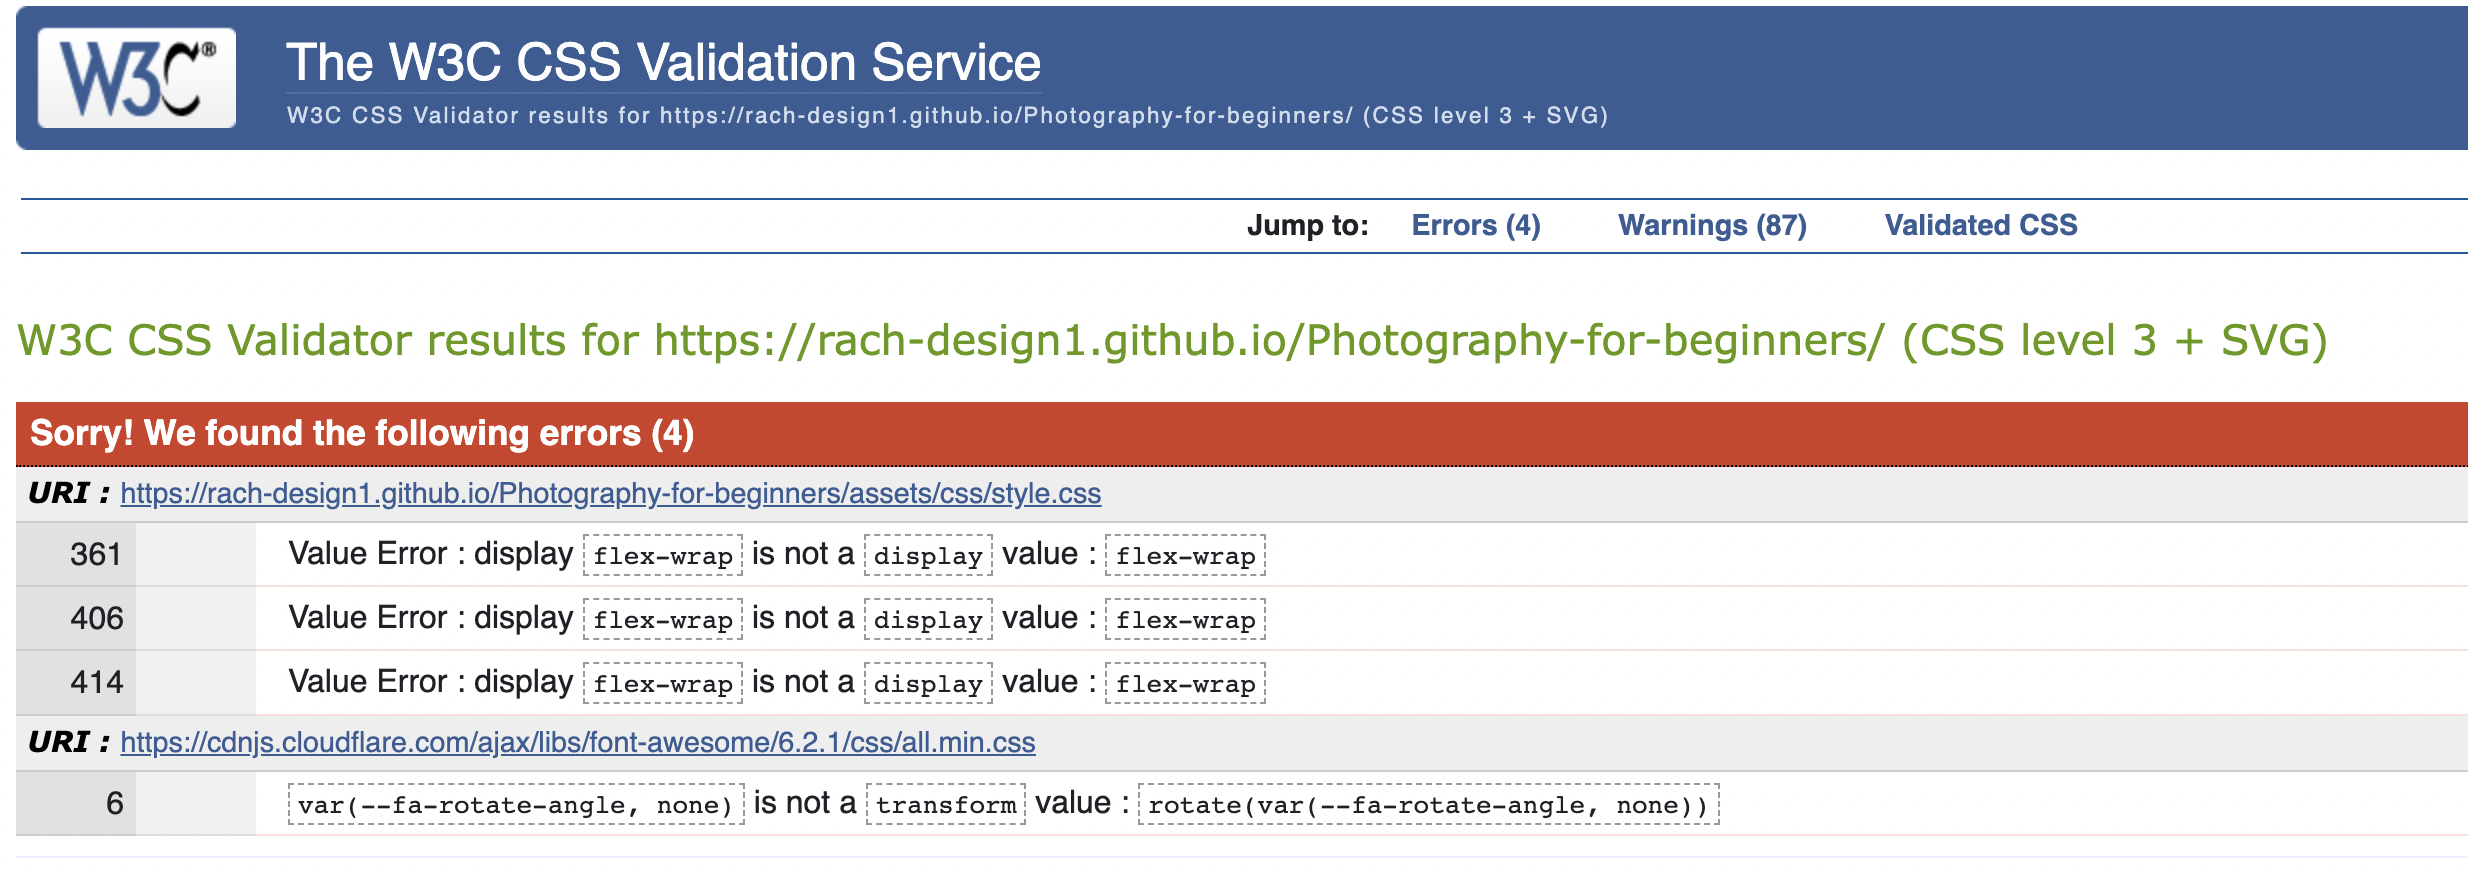 W3C®
The W3C CSS Validation Service
W3C CSS Validator results for https://rach-design1.github.io/Photography-for-beginners/ (CSS level 3 + SVG)
Jump to: Errors (4) Warnings (87) Validated CSS
W3C CSS Validator results for https://rach-design1.github.io/Photography-for-beginners/ (CSS level 3 + SVG)
Sorry! We found the following errors (4)
URI : https://rach-design1.github.io/Photography-for-beginners/assets/css/style.css
361 Value Error : display flex-wrap is not a display value : flex-wrap
406 Value Error : display flex-wrap is not a display value : flex-wrap
414 Value Error : display flex-wrap is not a display value : flex-wrap
URI : https://cdnjs.cloudflare.com/ajax/libs/font-awesome/6.2.1/css/all.min.css
6 var(--fa-rotate-angle, none) is not a transform value : rotate(var(--fa-rotate-angle, none))